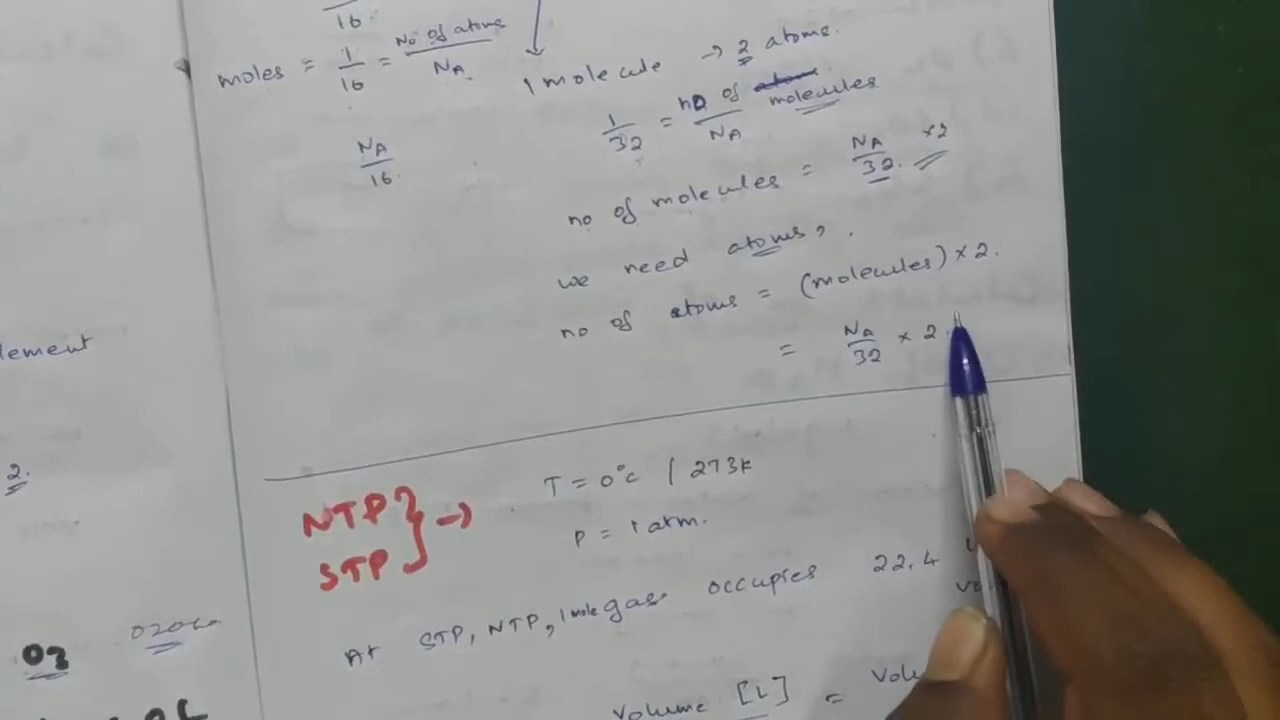 16
moles = 1/16 = No of atoms/NA
NA/16.
1 molecule → 2 atoms.
1/32 = no of molecules/NA
no of molecules = NA/32. ×2
we need atoms,
no of atoms = (molecules) × 2.
= NA/32 × 2.
lement
2.
O3 ozone
NTP
STP } →
T = 0°c / 273K
P = 1 atm.
At STP, NTP, 1 mole gas occupies 22.4
volume [L] =